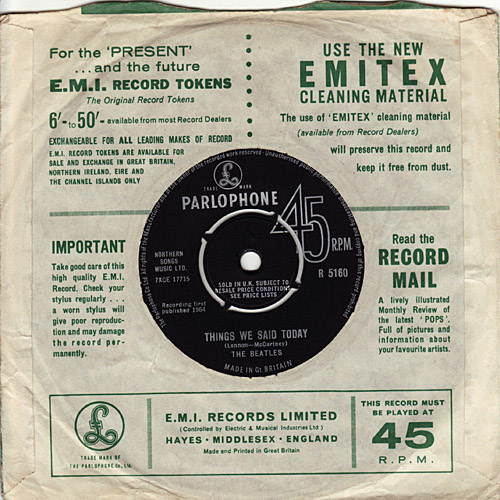 For the 'PRESENT'
...and the future
E.M.I. RECORD TOKENS
The Original Record Tokens
6/- to 50/- available from most Record Dealers
EXCHANGEABLE FOR ALL LEADING MAKES OF RECORD
E.M.I. RECORD TOKENS ARE AVAILABLE FOR
SALE AND EXCHANGE IN GREAT BRITAIN,
NORTHERN IRELAND, EIRE AND
THE CHANNEL ISLANDS ONLY
USE THE NEW
EMITEX
CLEANING MATERIAL
The use of 'EMITEX' cleaning material
(available from Record Dealers)
will preserve this record and
keep it free from dust.
TRADE MARK
PARLOPHONE
45 R.P.M.
NORTHERN
SONGS
MUSIC LTD.
7XCE 17715
Recording first
published 1964
SOLD IN U.K. SUBJECT TO
RESALE PRICE CONDITIONS,
SEE PRICE LISTS
R 5160
THINGS WE SAID TODAY
(Lennon—McCartney)
THE BEATLES
MADE IN Gt BRITAIN
IMPORTANT
Take good care of this
high quality E.M.I.
Record. Check your
stylus regularly . . .
a worn stylus will
give poor reproduc-
tion and may damage
the record per-
manently.
Read the
RECORD
MAIL
A lively illustrated
Monthly Review of
the latest 'POPS'.
Full of pictures and
information about
your favourite artists.
TRADE MARK OF
THE PARLOPHONE Co, LTD.
E.M.I. RECORDS LIMITED
(Controlled by Electric & Musical Industries Ltd)
HAYES · MIDDLESEX · ENGLAND
Made and Printed in Great Britain
THIS RECORD MUST
BE PLAYED AT
45
R.P.M.